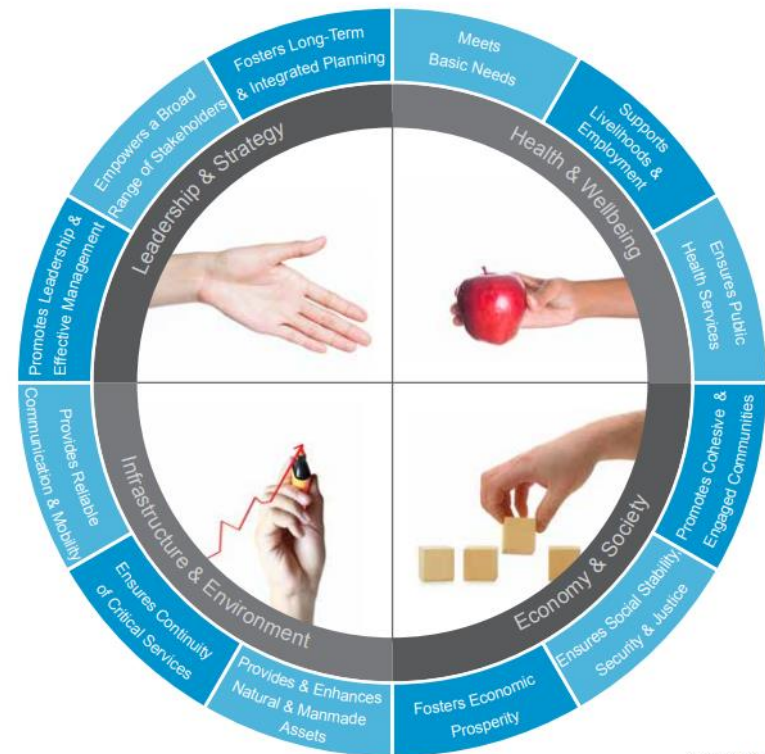 Fosters Long-Term
& Integrated Planning
Meets
Basic Needs
Supports
Livelihoods &
Employment
Ensures Public
Health Services
Promotes Cohesive &
Engaged Communities
Ensures Social Stability,
Security & Justice
Fosters Economic
Prosperity
Provides & Enhances
Natural & Manmade
Assets
Ensures Continuity
of Critical Services
Provides Reliable
Communication & Mobility
Promotes Leadership &
Effective Management
Empowers a Broad
Range of Stakeholders
Leadership & Strategy
Health & Wellbeing
Economy & Society
Infrastructure & Environment